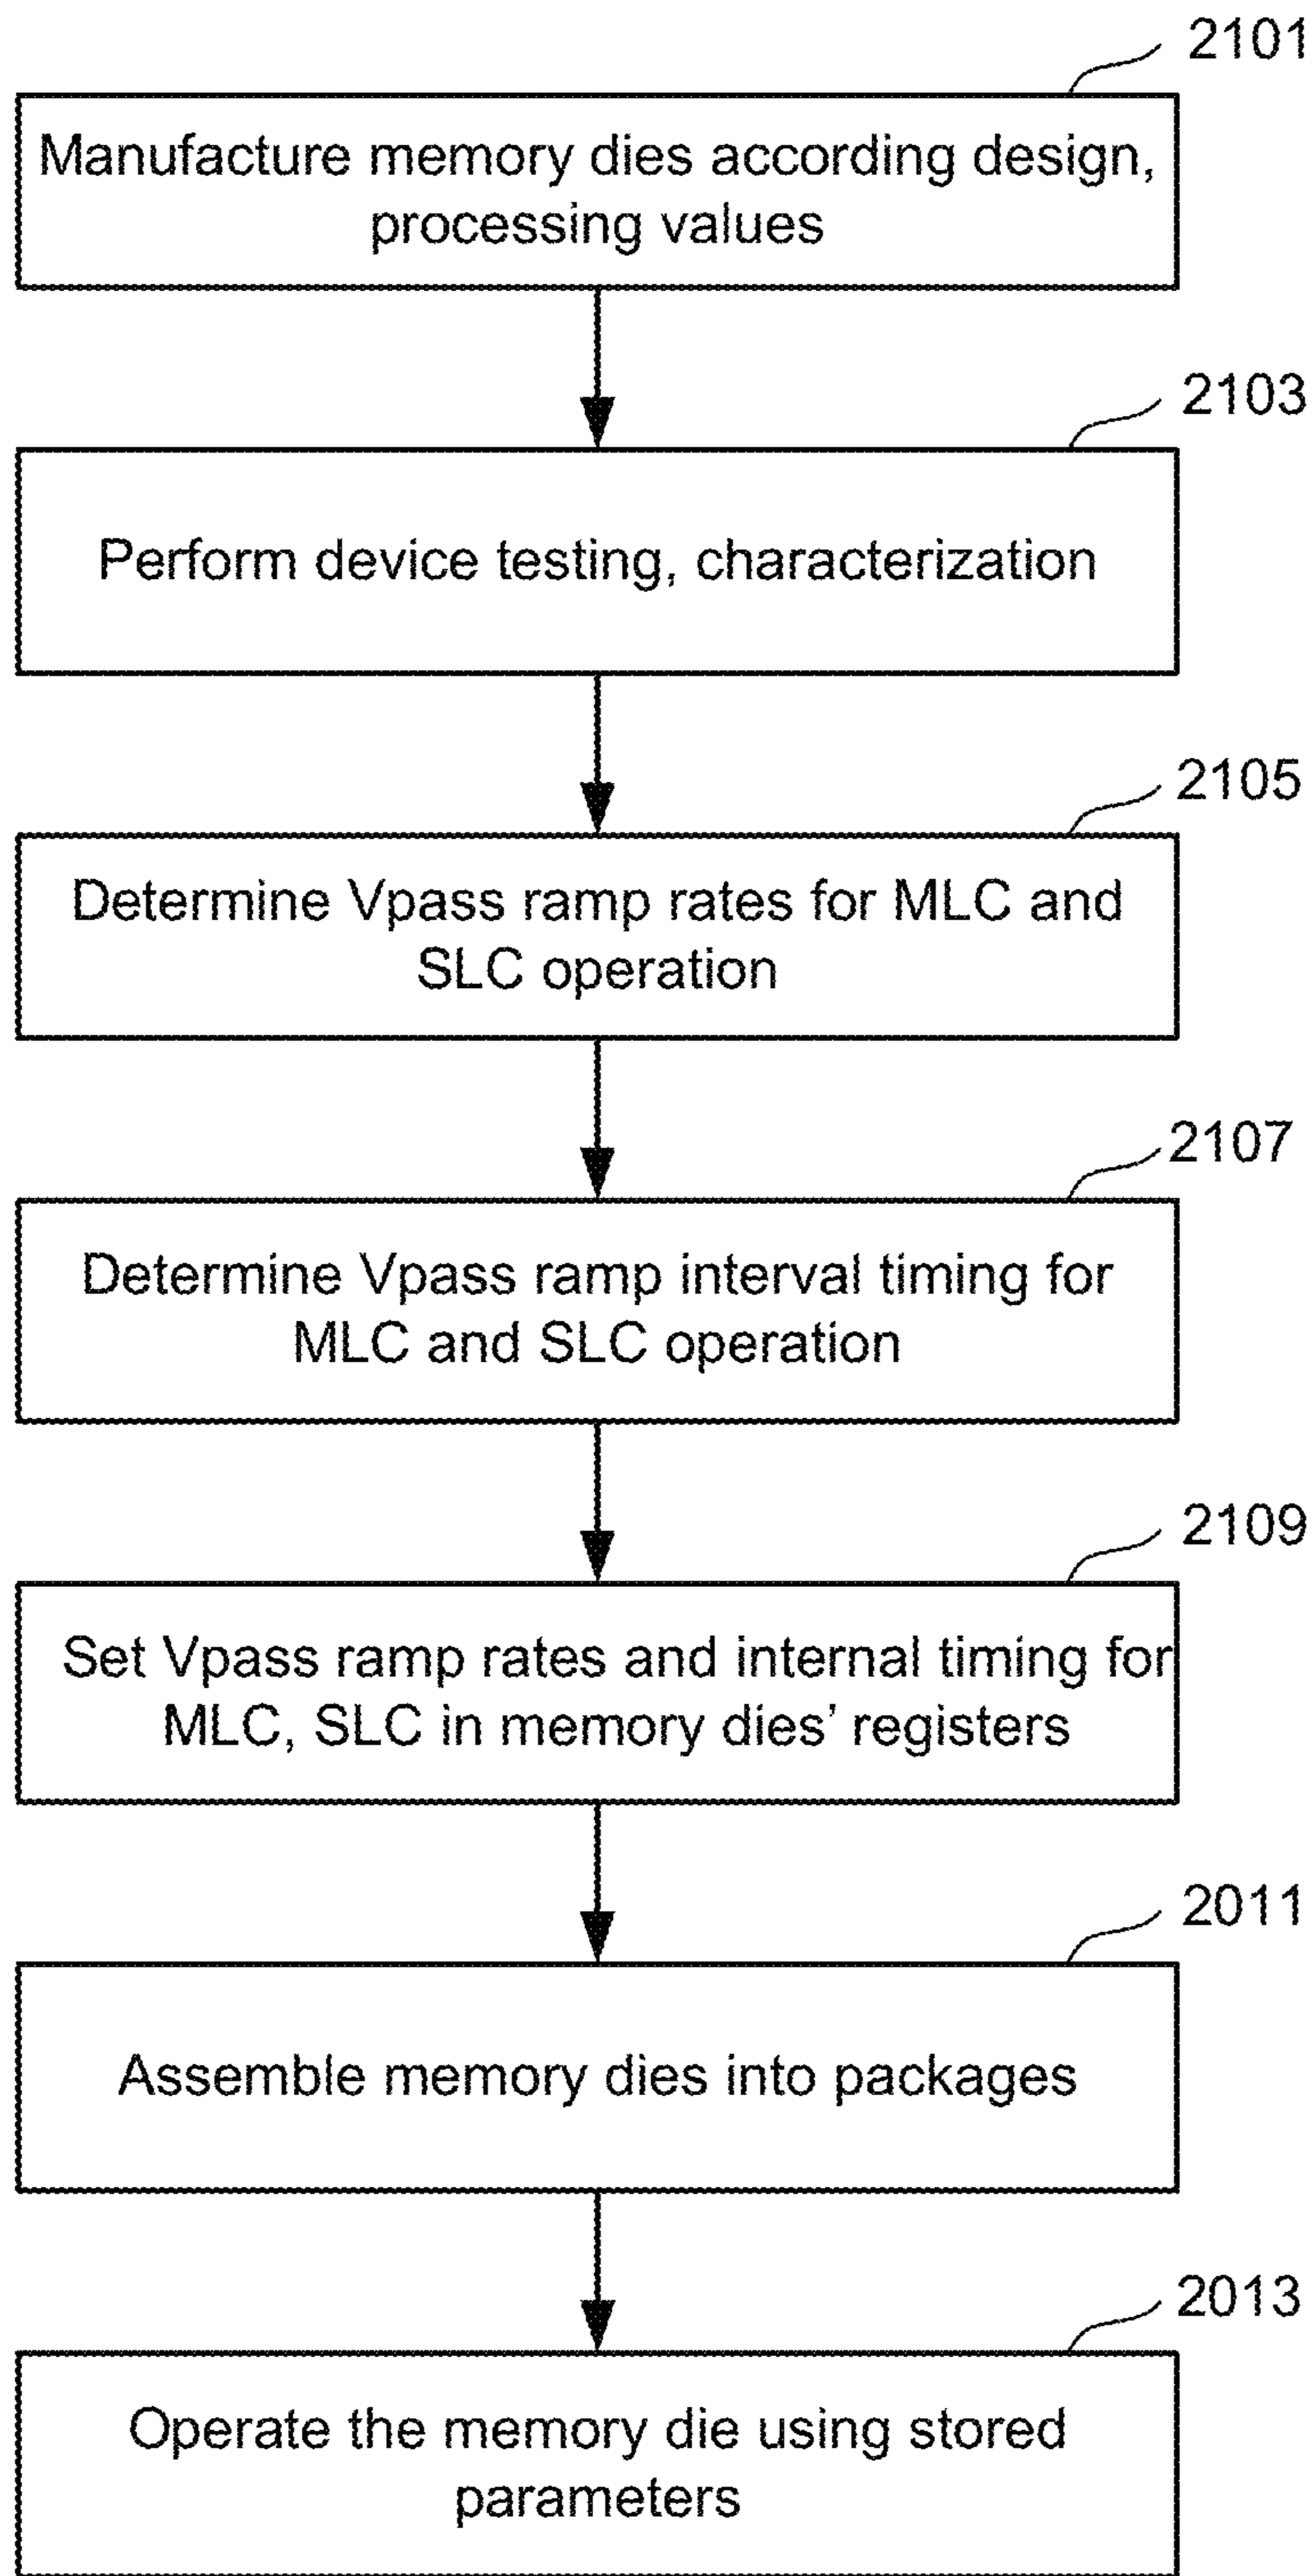 2101
Manufacture memory dies according design,
processing values
2103
Perform device testing, characterization
2105
Determine Vpass ramp rates for MLC and
SLC operation
2107
Determine Vpass ramp interval timing for
MLC and SLC operation
2109
Set Vpass ramp rates and internal timing for
MLC, SLC in memory dies’ registers
2011
Assemble memory dies into packages
2013
Operate the memory die using stored
parameters